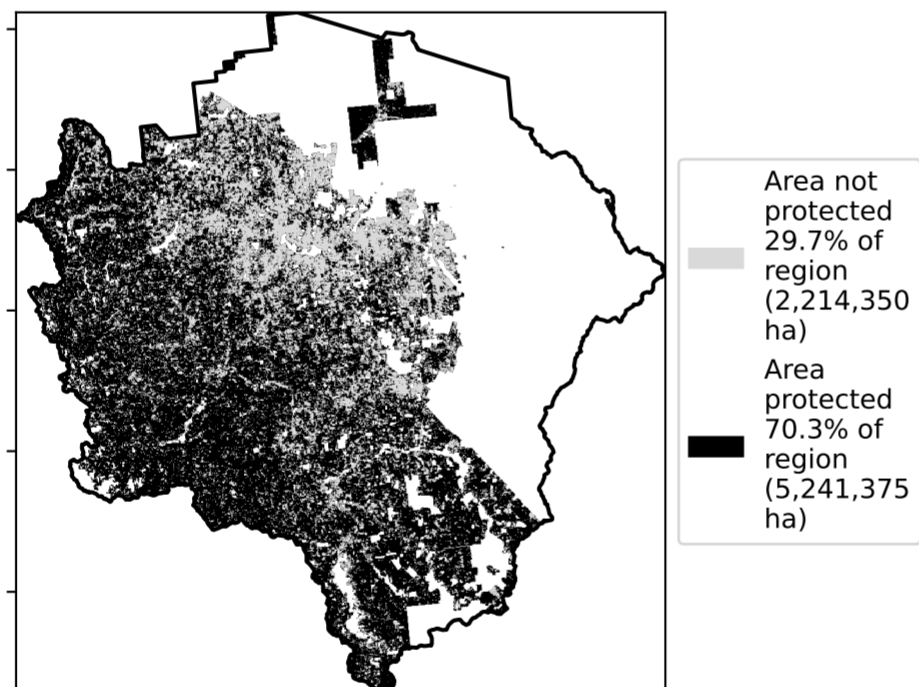 Area not
protected
29.7% of
region
(2,214,350
ha)
Area
protected
70.3% of
region
(5,241,375
ha)